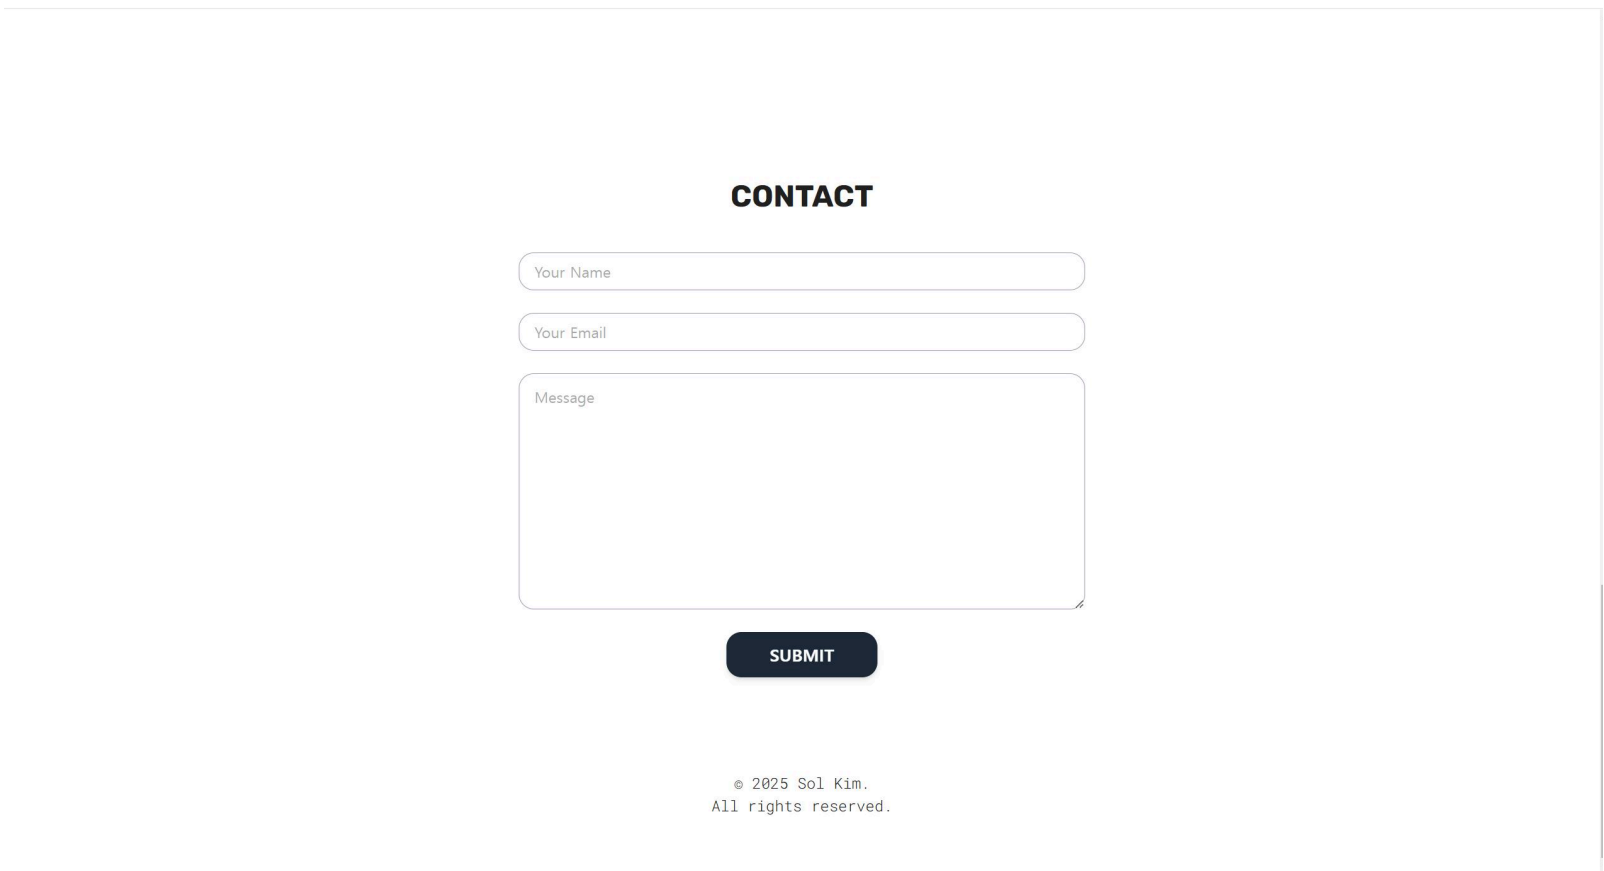 CONTACT
Your Name
Your Email
Message
SUBMIT
© 2025 Sol Kim.
All rights reserved.